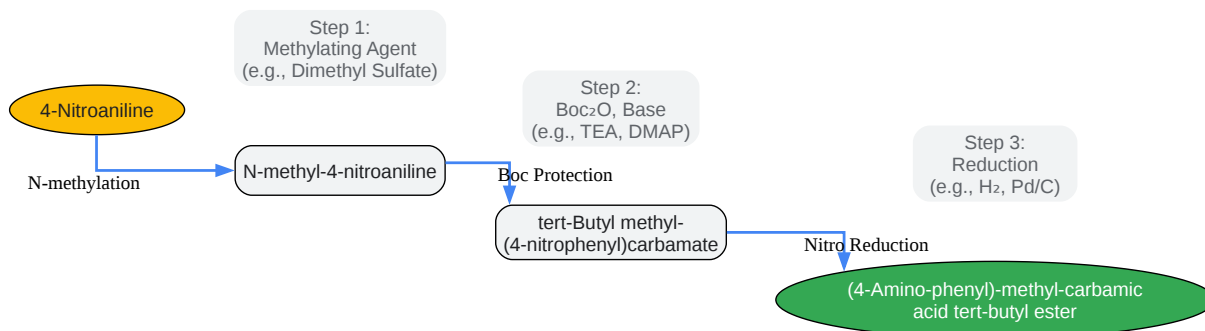 Step 1:
Methylating Agent
(e.g., Dimethyl Sulfate)
4-Nitroaniline
N-methylation
N-methyl-4-nitroaniline
Step 2:
Boc₂O, Base
(e.g., TEA, DMAP)
Boc Protection
tert-Butyl methyl-
(4-nitrophenyl)carbamate
Step 3:
Reduction
(e.g., H₂, Pd/C)
Nitro Reduction
(4-Amino-phenyl)-methyl-carbamic
acid tert-butyl ester